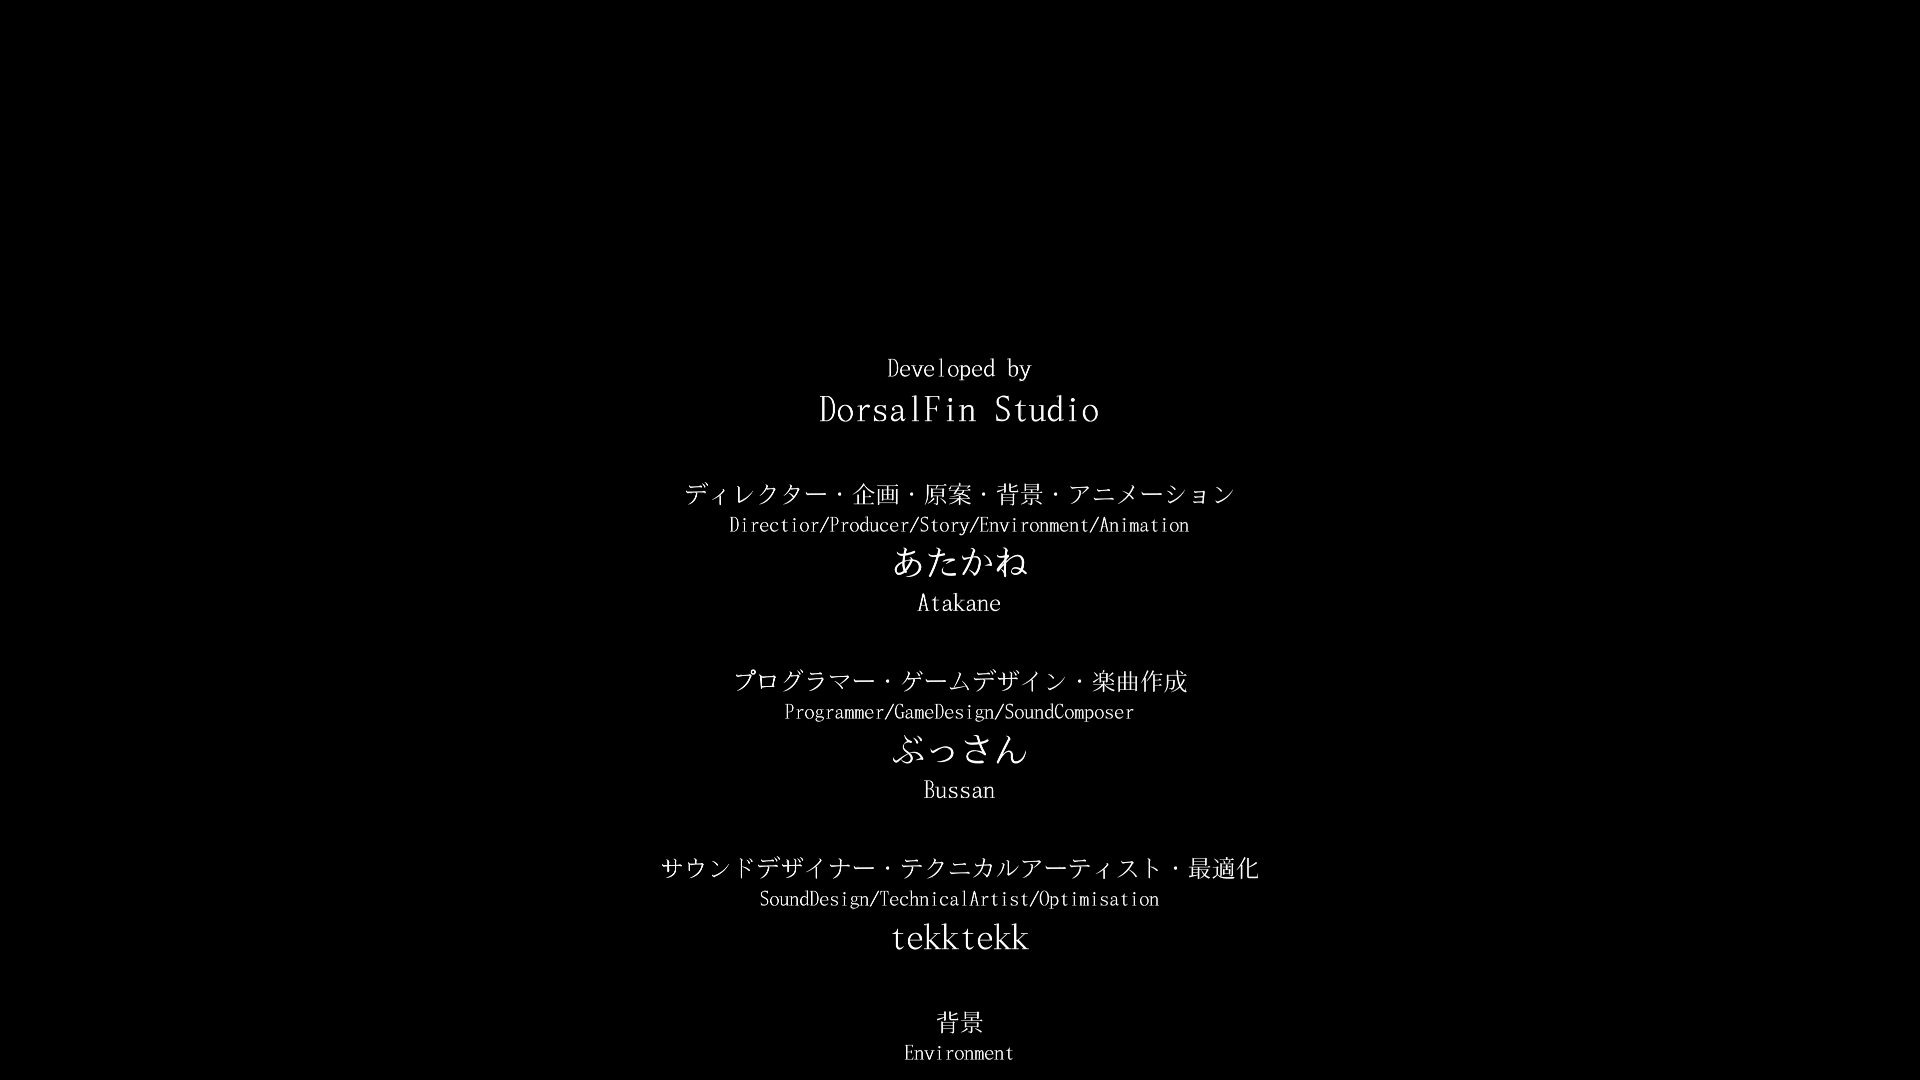 Developed by
DorsalFin Studio
ディレクター・企画・原案・背景・アニメーション
Directior/Producer/Story/Environment/Animation
あたかね
Atakane
プログラマー・ゲームデザイン・楽曲作成
Programmer/GameDesign/SoundComposer
ぶっさん
Bussan
サウンドデザイナー・テクニカルアーティスト・最適化
SoundDesign/TechnicalArtist/Optimisation
tekktekk
背景
Environment